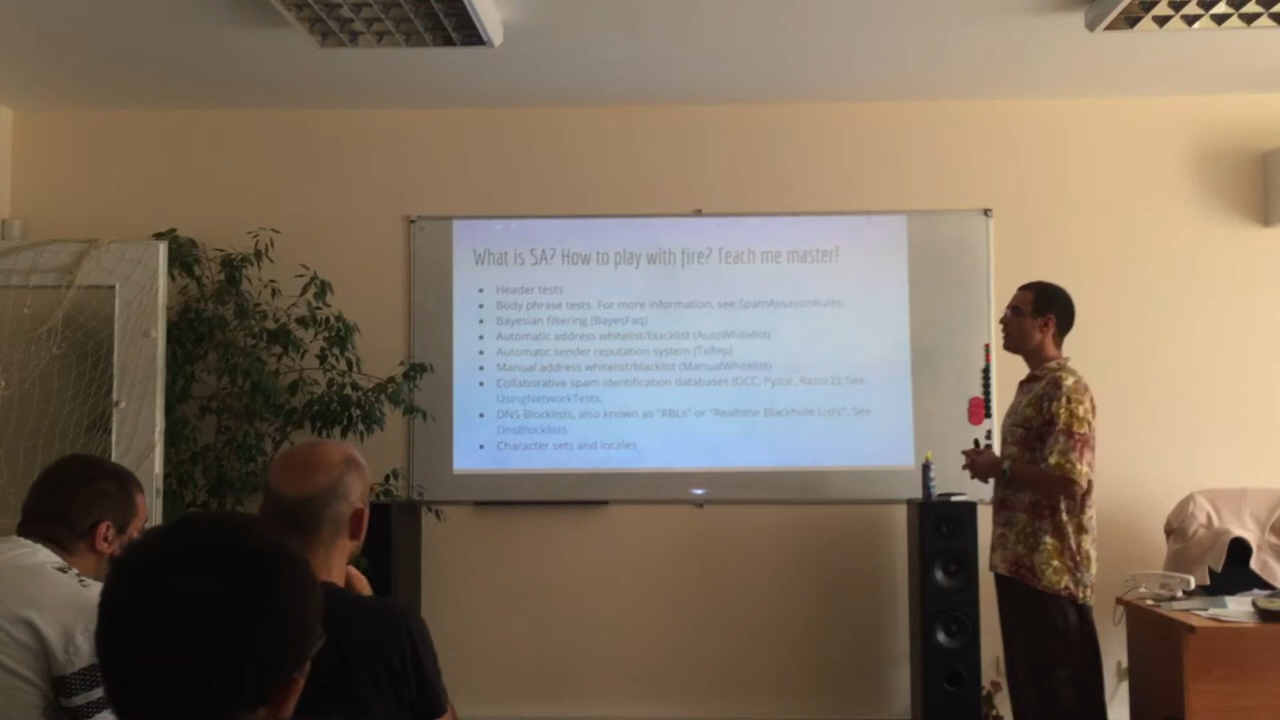 What is SA? How to play with fire? Teach me master!
Header tests
Body phrase tests. For more information, see SpamAssassinRules.
Bayesian filtering (BayesFaq)
Automatic address whitelist/blacklist (AutoWhitelist)
Automatic sender reputation system (TxRep)
Manual address whitelist/blacklist (ManualWhitelist)
Collaborative spam identification databases (DCC, Pyzor, Razor2); See
UsingNetworkTests.
DNS Blocklists, also known as "RBLs" or "Realtime Blackhole Lists". See
DnsBlocklists
Character sets and locales